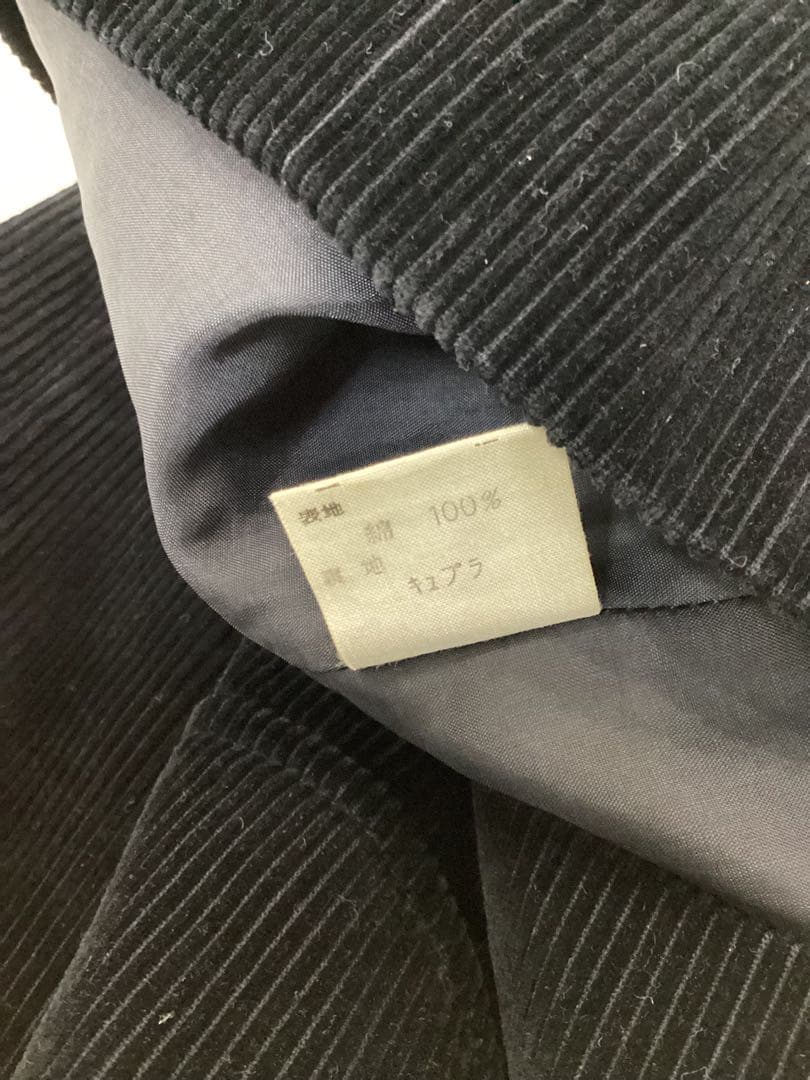 表地
綿 100%
裏地
キュプラ